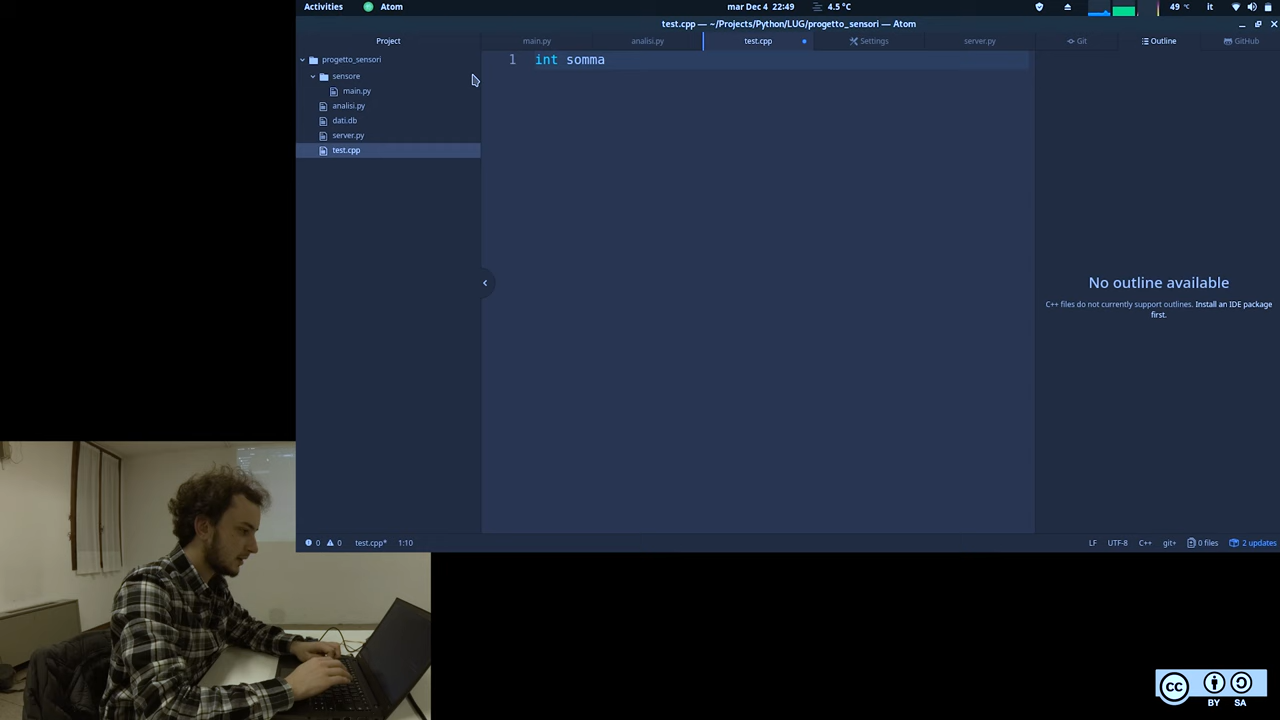 Activities Atom mar Dec 4 22:49 4.5 °C 49 °C it
test.cpp — ~/Projects/Python/LUG/progetto_sensori — Atom
Project main.py analisi.py test.cpp Settings server.py Git Outline GitHub
progetto_sensori
sensore
main.py
analisi.py
dati.db
server.py
test.cpp
1 int somma
No outline available
C++ files do not currently support outlines. Install an IDE package
first.
0 0 test.cpp* 1:10 LF UTF-8 C++ git+ 0 files 2 updates
cc BY SA